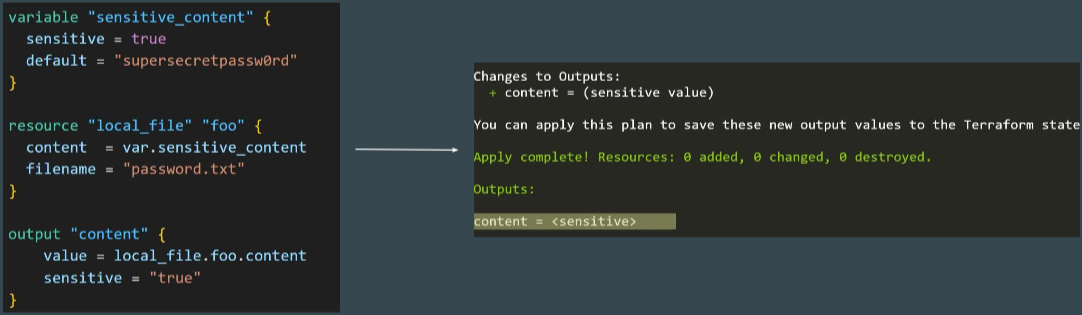 variable "sensitive_content" {
  sensitive = true
  default = "supersecretpassw0rd"
}
resource "local_file" "foo" {
  content  = var.sensitive_content
  filename = "password.txt"
}
output "content" {
    value = local_file.foo.content
    sensitive = "true"
}
Changes to Outputs:
  + content = (sensitive value)
You can apply this plan to save these new output values to the Terraform state
Apply complete! Resources: 0 added, 0 changed, 0 destroyed.
Outputs:
content = <sensitive>